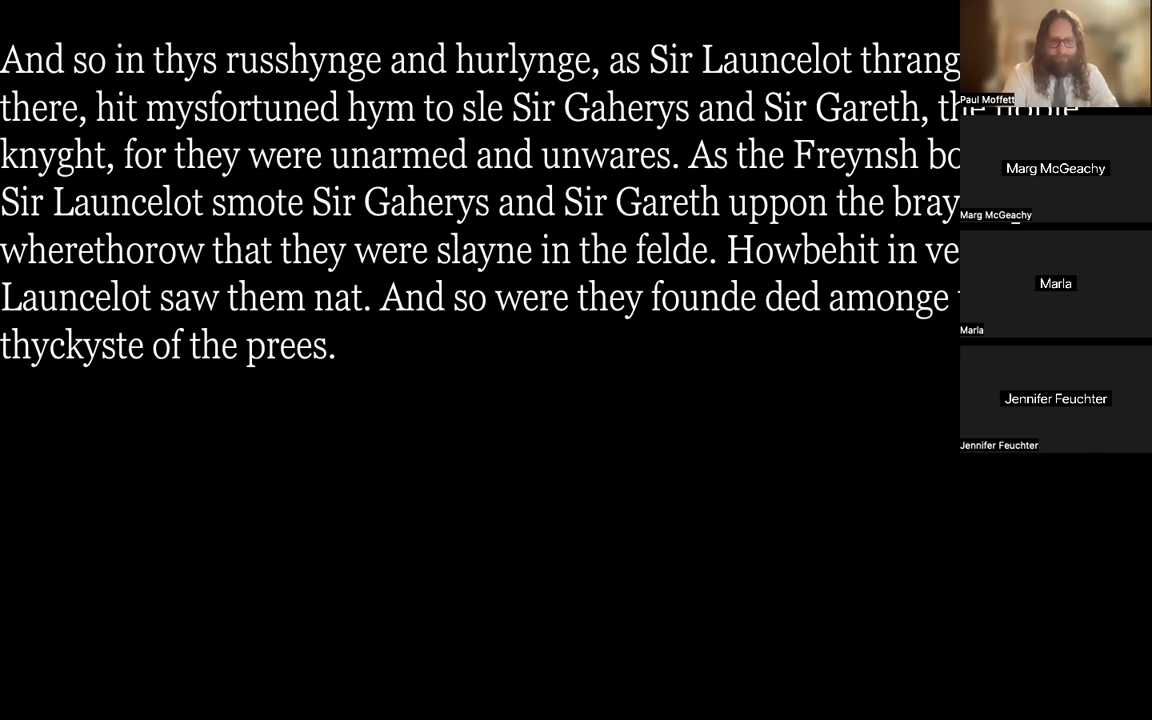 And so in thys russhynge and hurlynge, as Sir Launcelot thrang
there, hit mysfortuned hym to sle Sir Gaherys and Sir Gareth, the noble
knyght, for they were unarmed and unwares. As the Freynsh
Sir Launcelot smote Sir Gaherys and Sir Gareth uppon the
wherethorow that they were slayne in the felde. Howbehit in
Launcelot saw them nat. And so were they founde ded amonge
thyckyste of the prees.
Paul Moffett
Marg McGeachy
Marg McGeachy
Marla
Marla
Jennifer Feuchter
Jennifer Feuchter